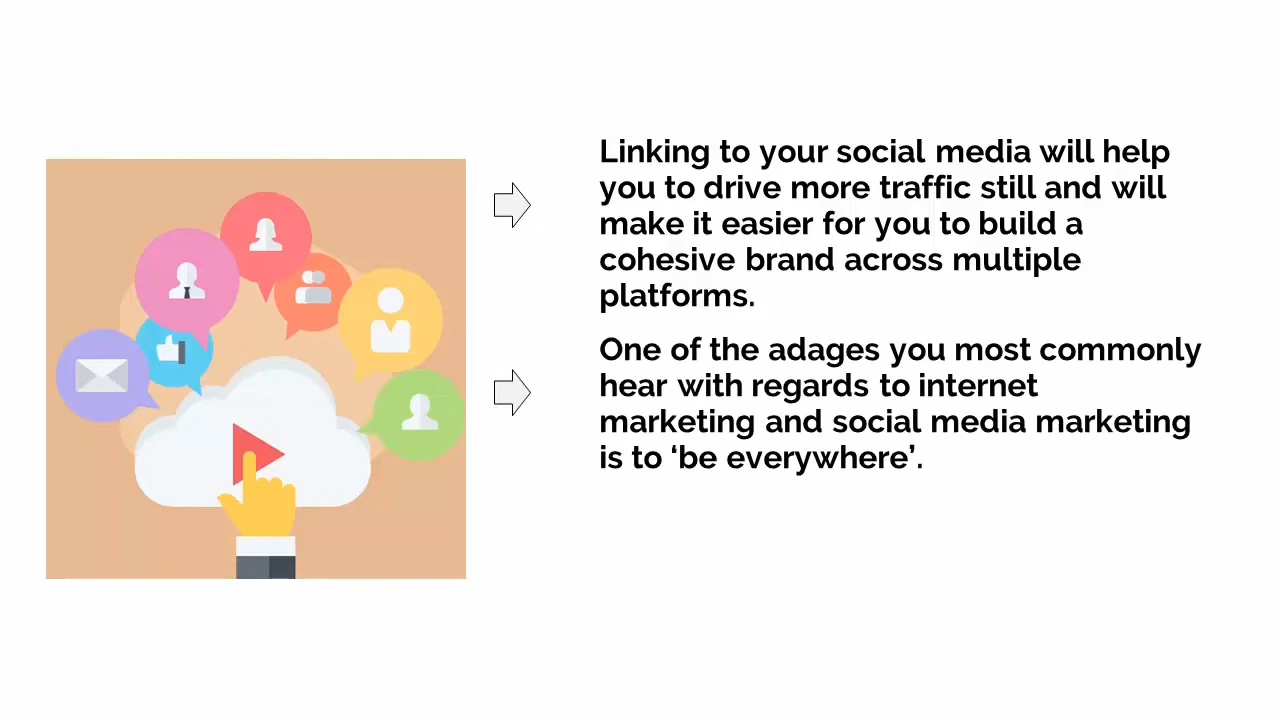 Linking to your social media will help
you to drive more traffic still and will
make it easier for you to build a
cohesive brand across multiple
platforms.
One of the adages you most commonly
hear with regards to internet
marketing and social media marketing
is to ‘be everywhere’.